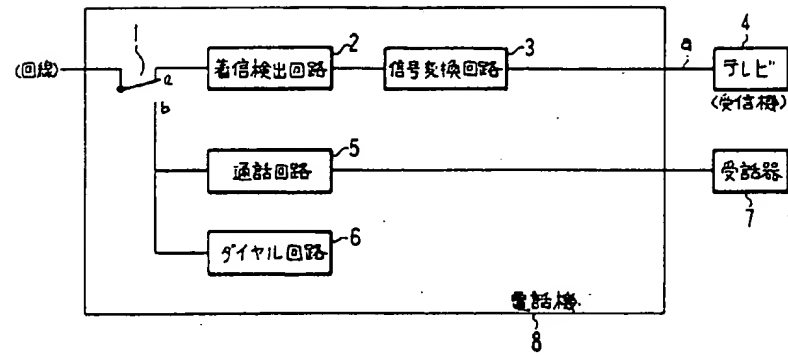 1
2
3
a
4
(回線)
a
着信検出回路
信号変換回路
テレビ
(受信機)
b
5
通話回路
受話器
7
6
ダイヤル回路
電話機
8